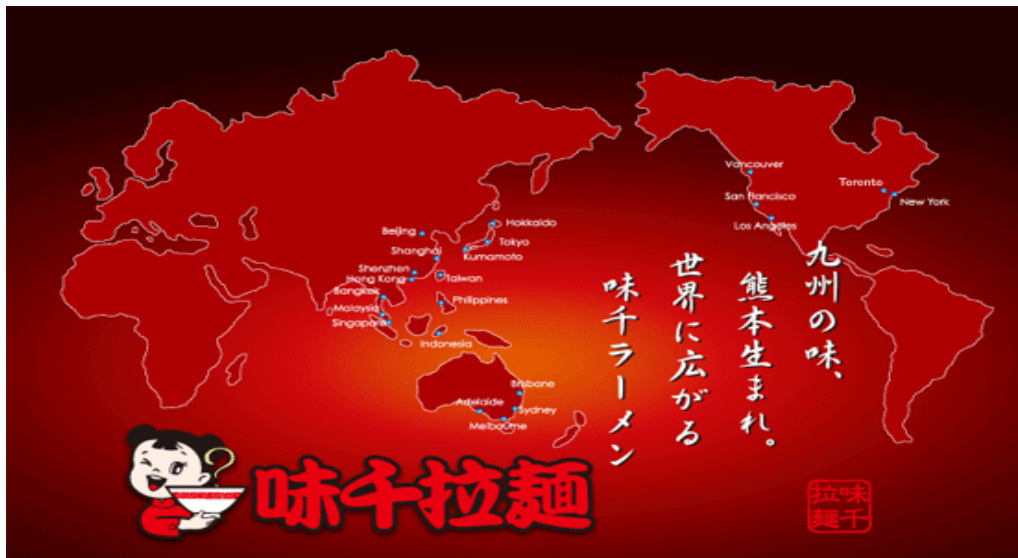 Vancouver
Toronto
San Francisco
New York
Los Angeles
Hokkaido
Beijing
Tokyo
Shanghai
Kumamoto
Shenzhen
Hong Kong
Taiwan
Bangkok
Philippines
Malaysia
Singapore
Indonesia
Brisbane
Adelaide
Sydney
Melbourne
九州の味、
熊本生まれ。
世界に広がる
味千ラーメン
味千拉麺
味千
拉麺